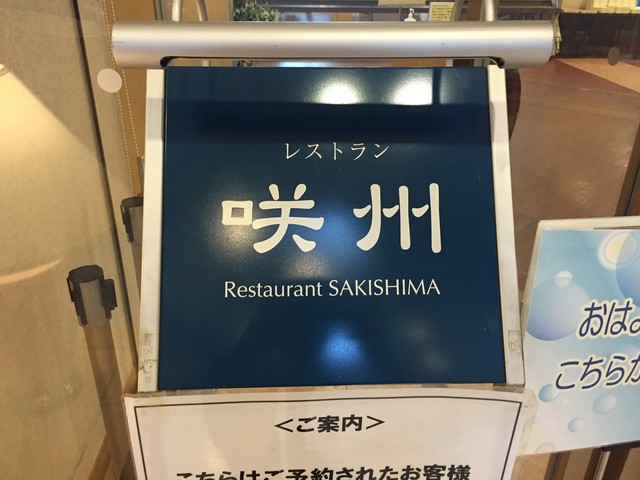 レストラン
咲州
Restaurant SAKISHIMA
<ご案内>
こちらはご予約されたお客様
おはよ
こちらか